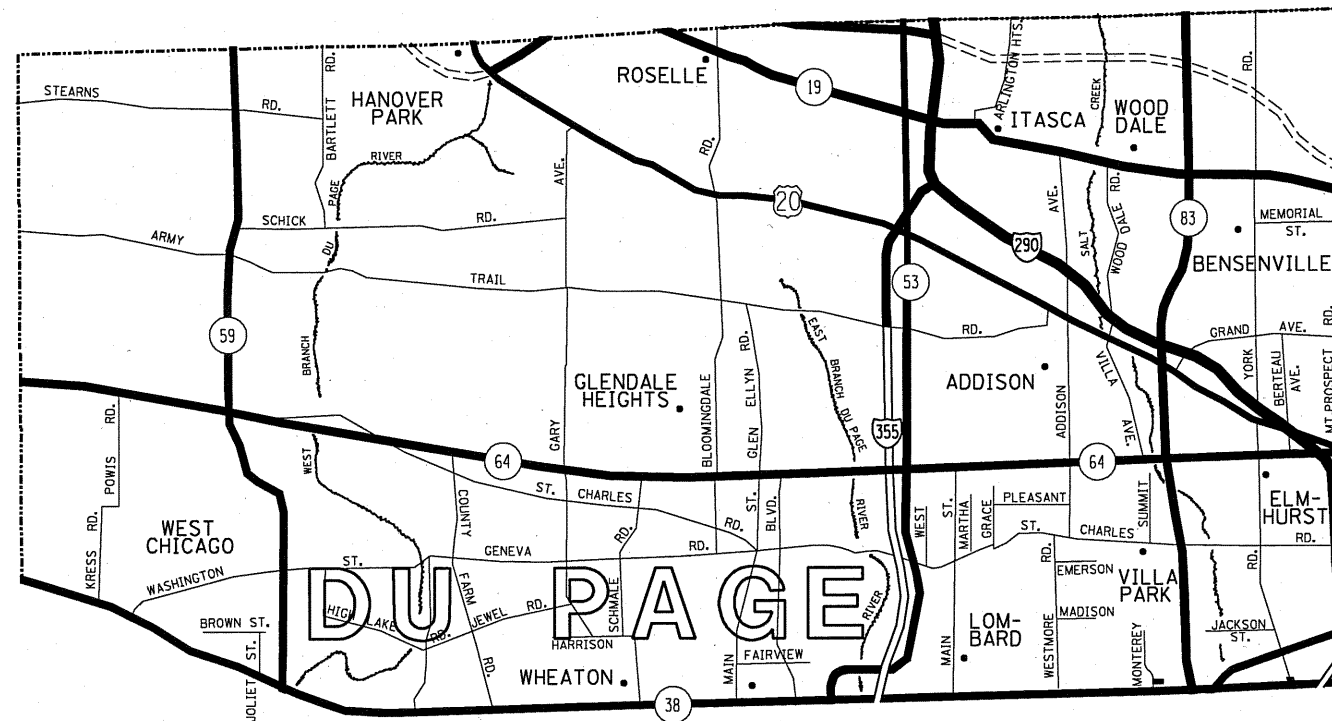 STEARNS
RD.
BARTLETT
RD.
HANOVER
PARK
ROSELLE
19
ARLINGTON HTS.
ITASCA
CREEK
WOOD
DALE
RD.
RIVER
PAGE
DU
BRANCH
WEST
AVE.
RD.
20
AVE.
WOOD DALE
RD.
SALT
83
MEMORIAL
ST.
SCHICK
RD.
ARMY
TRAIL
RD.
290
BENSENVILLE
53
59
EAST
BRANCH
DU PAGE
RIVER
GRAND
AVE.
RD.
YORK
BERTEAU
AVE.
MT PROSPECT
GLENDALE
HEIGHTS
GARY
BLOOMINGDALE
GLEN
ELLYN
RD.
ADDISON
ADDISON
VILLA
AVE.
355
POWIS
RD.
KRESS
RD.
64
64
COUNTY
FARM
RD.
ST.
CHARLES
RD.
RD.
ST.
BLVD.
WEST
ST.
MARTHA
GRACE
PLEASANT
SUMMIT
ELM-
HURST
WEST
CHICAGO
GENEVA
RD.
ST.
CHARLES
RD.
WASHINGTON
ST.
DU PAGE
HIGH LAKE
RD.
JEWEL
RD.
SCHMALE
HARRISON
RIVER
RD.
EMERSON
VILLA
PARK
MADISON
RD.
BROWN ST.
JOLIET
ST.
WHEATON
MAIN
FAIRVIEW
MAIN
LOM-
BARD
WESTMORE
MONTEREY
JACKSON
ST.
38